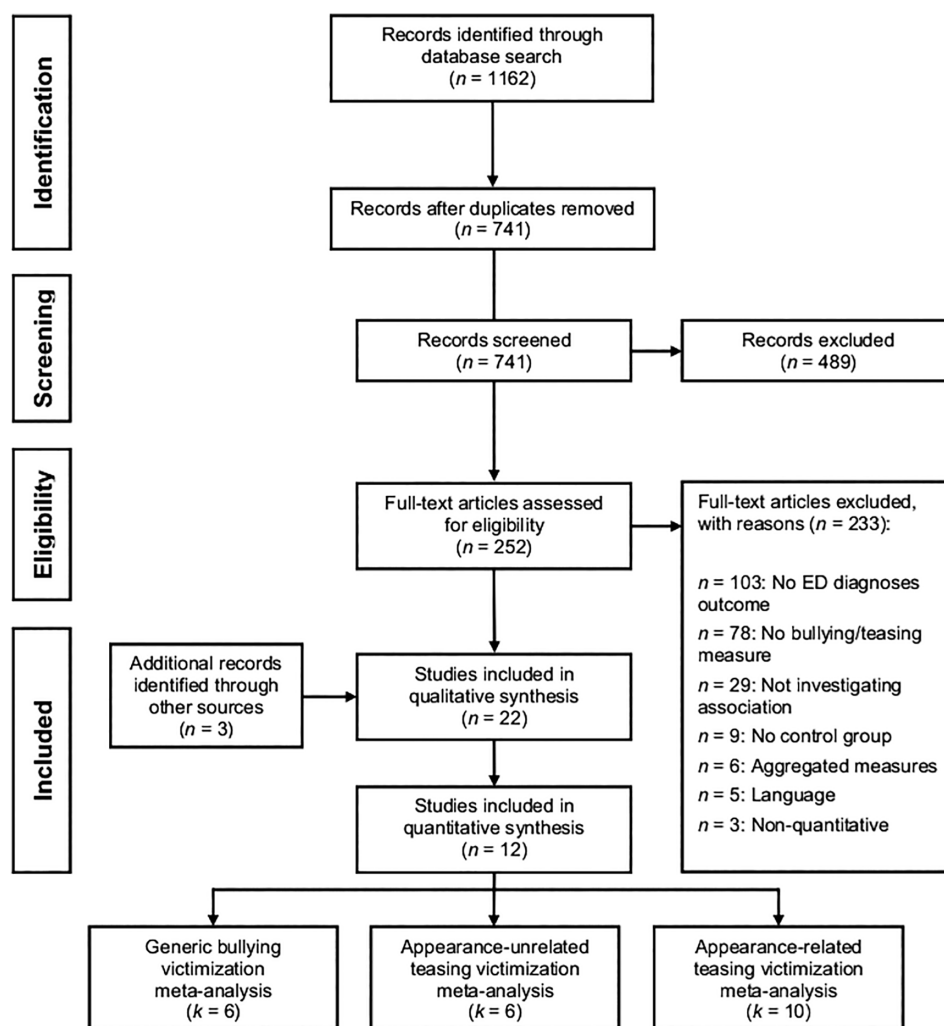 Identification
Records identified through
database search
(n = 1162)
Records after duplicates removed
(n = 741)
Screening
Records screened
(n = 741)
Records excluded
(n = 489)
Eligibility
Full-text articles assessed
for eligibility
(n = 252)
Full-text articles excluded,
with reasons (n = 233):
n = 103: No ED diagnoses
outcome
n = 78: No bullying/teasing
measure
n = 29: Not investigating
association
n = 9: No control group
n = 6: Aggregated measures
n = 5: Language
n = 3: Non-quantitative
Included
Additional records
identified through
other sources
(n = 3)
Studies included in
qualitative synthesis
(n = 22)
Studies included in
quantitative synthesis
(n = 12)
Generic bullying
victimization
meta-analysis
(k = 6)
Appearance-unrelated
teasing victimization
meta-analysis
(k = 6)
Appearance-related
teasing victimization
meta-analysis
(k = 10)